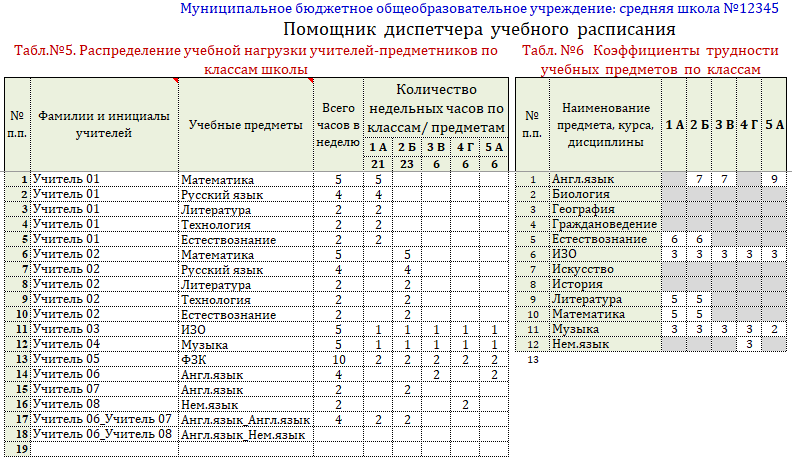 Муниципальное бюджетное общеобразовательное учреждение: средняя школа №12345
Помощник диспетчера учебного расписания
Табл.№5. Распределение учебной нагрузки учителей-предметников по
классам школы
№
п.п.
Фамилии и инициалы
учителей
Учебные предметы
Всего
часов в
неделю
Количество
недельных часов по
классам/ предметам
1 А 2 Б 3 В 4 Г 5 А
21 23 6 6 6
1 Учитель 01 Математика 5 5
2 Учитель 01 Русский язык 4 4
3 Учитель 01 Литература 2 2
4 Учитель 01 Технология 2 2
5 Учитель 01 Естествознание 2 2
6 Учитель 02 Математика 5 5
7 Учитель 02 Русский язык 4 4
8 Учитель 02 Литература 2 2
9 Учитель 02 Технология 2 2
10 Учитель 02 Естествознание 2 2
11 Учитель 03 ИЗО 5 1 1 1 1 1
12 Учитель 04 Музыка 5 1 1 1 1 1
13 Учитель 05 ФЗК 10 2 2 2 2 2
14 Учитель 06 Англ.язык 4 2 2
15 Учитель 07 Англ.язык 2 2
16 Учитель 08 Нем.язык 2 2
17 Учитель 06_Учитель 07 Англ.язык_Англ.язык 4 2 2
18 Учитель 06_Учитель 08 Англ.язык_Нем.язык
19
Табл. №6 Коэффициенты трудности
учебных предметов по классам
№
п.п.
Наименование
предмета, курса,
дисциплины
1 А 2 Б 3 В 4 Г 5 А
1 Англ.язык 7 7 9
2 Биология
3 География
4 Граждановедение
5 Естествознание 6 6
6 ИЗО 3 3 3 3 3
7 Искусство
8 История
9 Литература 5 5
10 Математика 5 5
11 Музыка 3 3 3 3 2
12 Нем.язык 3
13